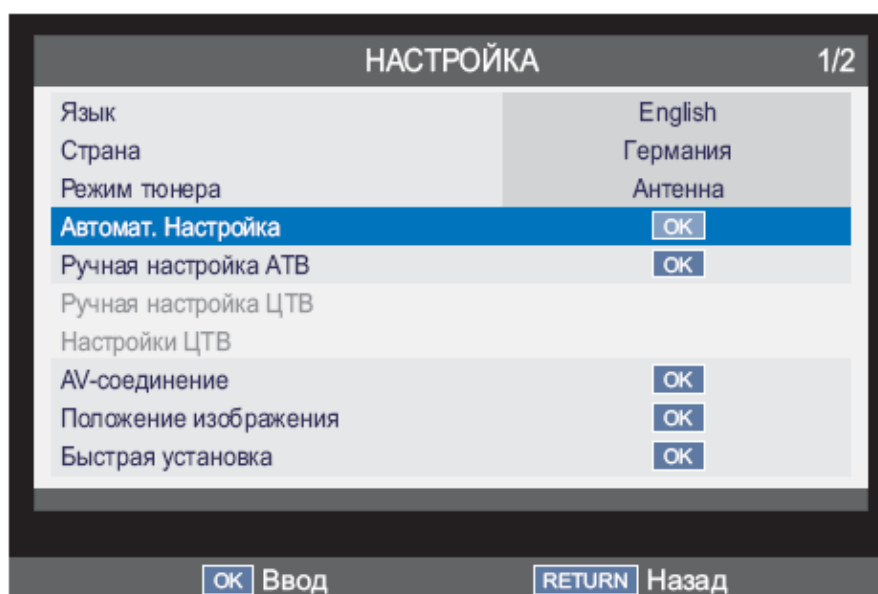 НАСТРОЙКА 1/2
Язык English
Страна Германия
Режим тюнера Антенна
Автомат. Настройка OK
Ручная настройка АТВ OK
Ручная настройка ЦТВ
Настройки ЦТВ
AV-соединение OK
Положение изображения OK
Быстрая установка OK
OK Ввод RETURN Назад